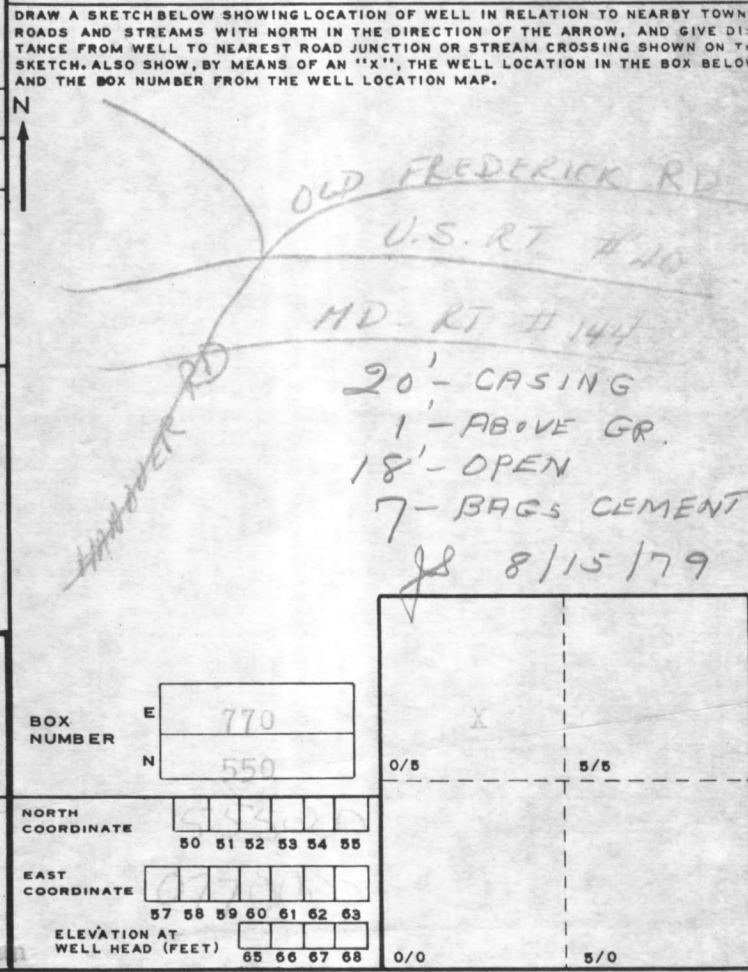 DRAW A SKETCH BELOW SHOWING LOCATION OF WELL IN RELATION TO NEARBY TOWN
ROADS AND STREAMS WITH NORTH IN THE DIRECTION OF THE ARROW, AND GIVE DIS
TANCE FROM WELL TO NEAREST ROAD JUNCTION OR STREAM CROSSING SHOWN ON
SKETCH. ALSO SHOW, BY MEANS OF AN "X", THE WELL LOCATION IN THE BOX BELOW
AND THE BOX NUMBER FROM THE WELL LOCATION MAP.
N
OLD FREDERICK RD
U.S. RT #40
MD. RT #144
HANOVER RD
20'- CASING
1'- ABOVE GR.
18'- OPEN
7- BAGS CEMENT
JS 8/15/79
BOX NUMBER
E 770
N 550
X
0/5 5/5
NORTH COORDINATE
50 51 52 53 54 55
EAST COORDINATE
57 58 59 60 61 62 63
ELEVATION AT WELL HEAD (FEET)
65 66 67 68
0/0 5/0